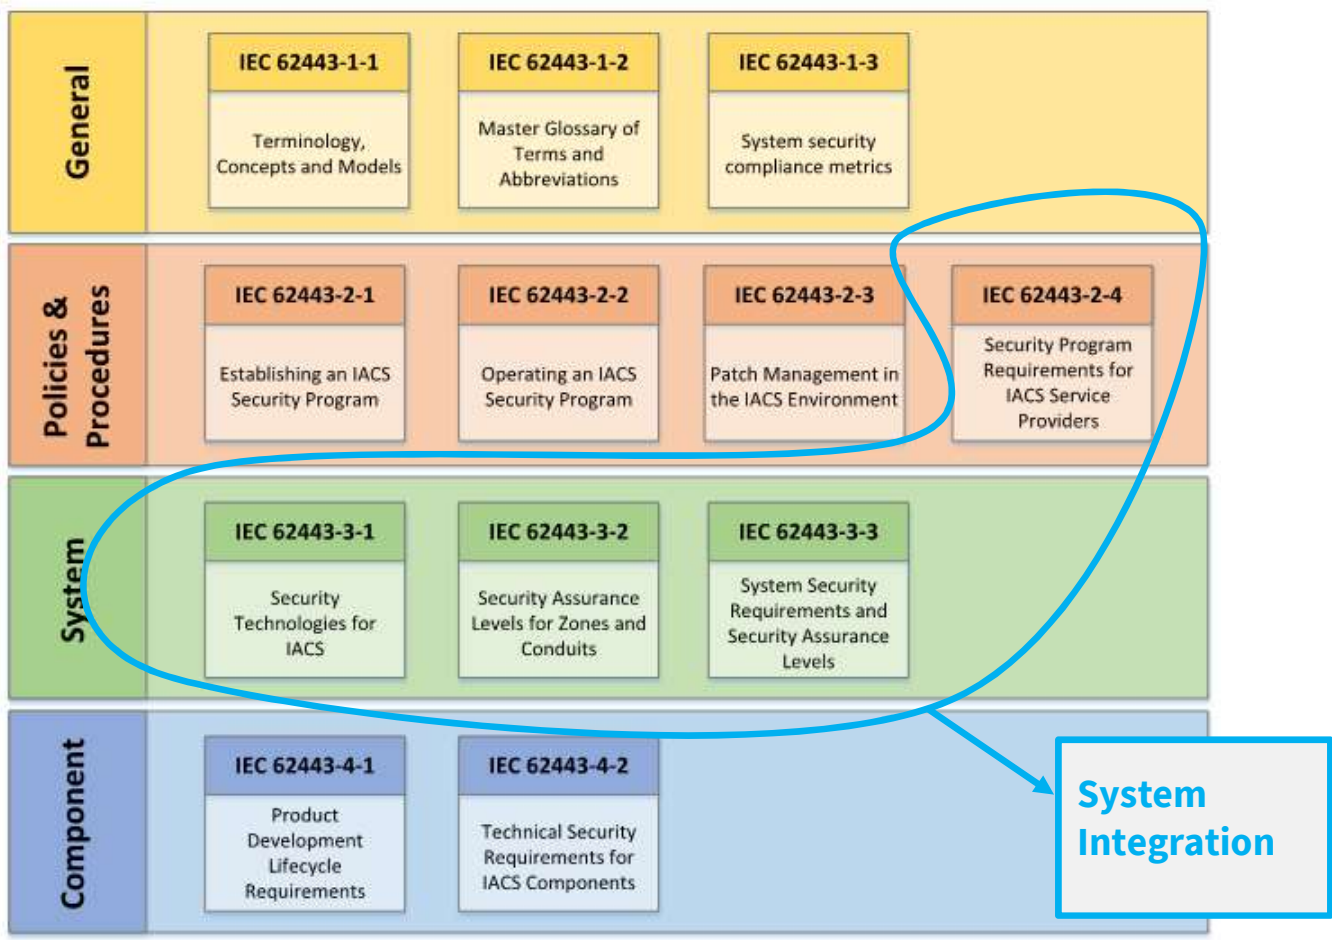 General
IEC 62443-1-1
Terminology,
Concepts and Models
IEC 62443-1-2
Master Glossary of
Terms and
Abbreviations
IEC 62443-1-3
System security
compliance metrics
Policies &
Procedures
IEC 62443-2-1
Establishing an IACS
Security Program
IEC 62443-2-2
Operating an IACS
Security Program
IEC 62443-2-3
Patch Management in
the IACS Environment
IEC 62443-2-4
Security Program
Requirements for
IACS Service
Providers
System
IEC 62443-3-1
Security
Technologies for
IACS
IEC 62443-3-2
Security Assurance
Levels for Zones and
Conduits
IEC 62443-3-3
System Security
Requirements and
Security Assurance
Levels
Component
IEC 62443-4-1
Product
Development
Lifecycle
Requirements
IEC 62443-4-2
Technical Security
Requirements for
IACS Components
System
Integration